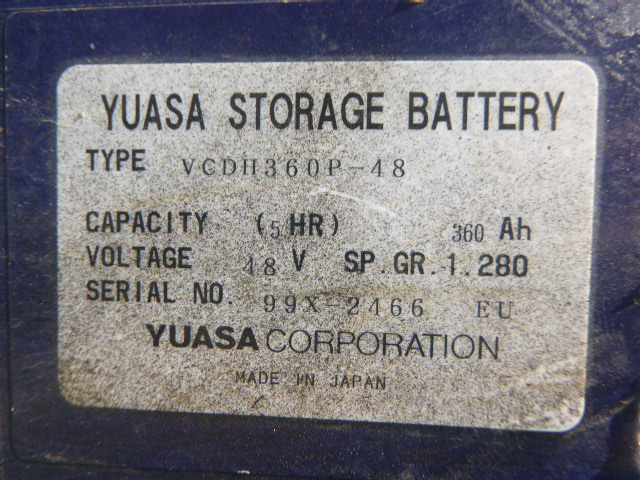 YUASA STORAGE BATTERY
TYPE VCDH360P-48
CAPACITY (5HR) 360 Ah
VOLTAGE 48 V SP.GR.1.280
SERIAL NO. 99X-2466 EU
YUASA CORPORATION
MADE IN JAPAN